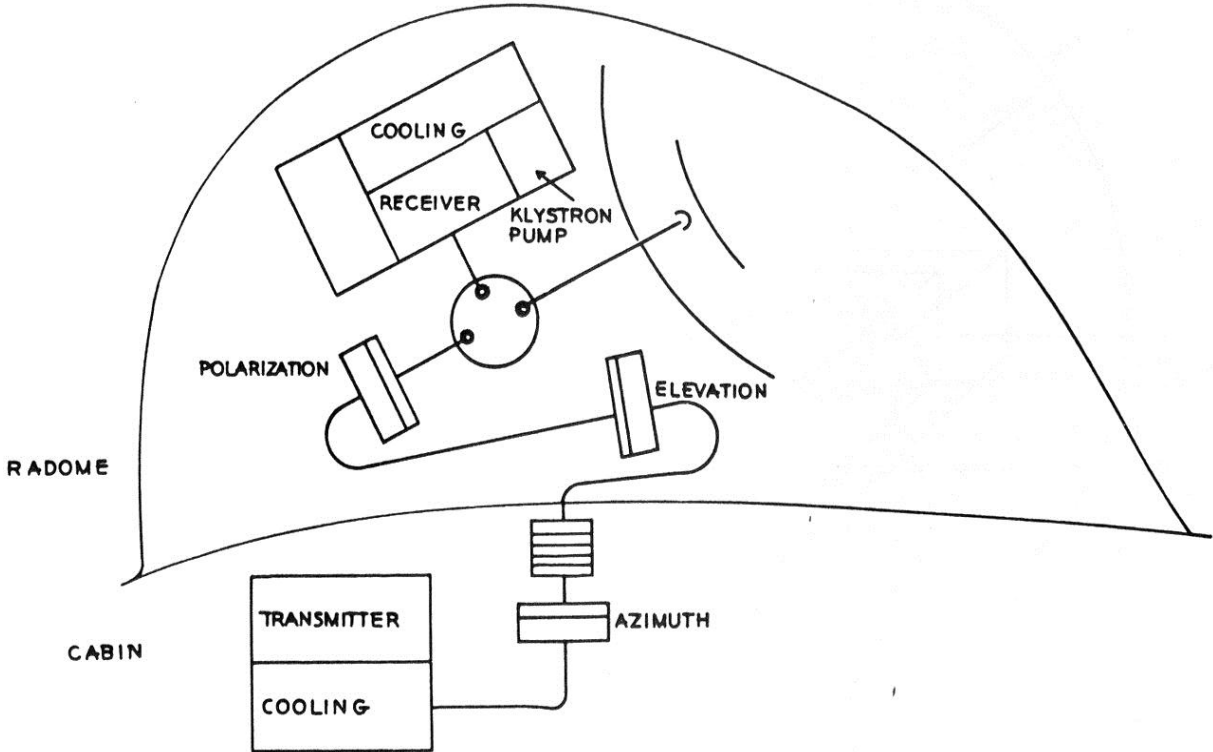 COOLING
RECEIVER
KLYSTRON
PUMP
POLARIZATION
ELEVATION
RADOME
TRANSMITTER
AZIMUTH
CABIN
COOLING